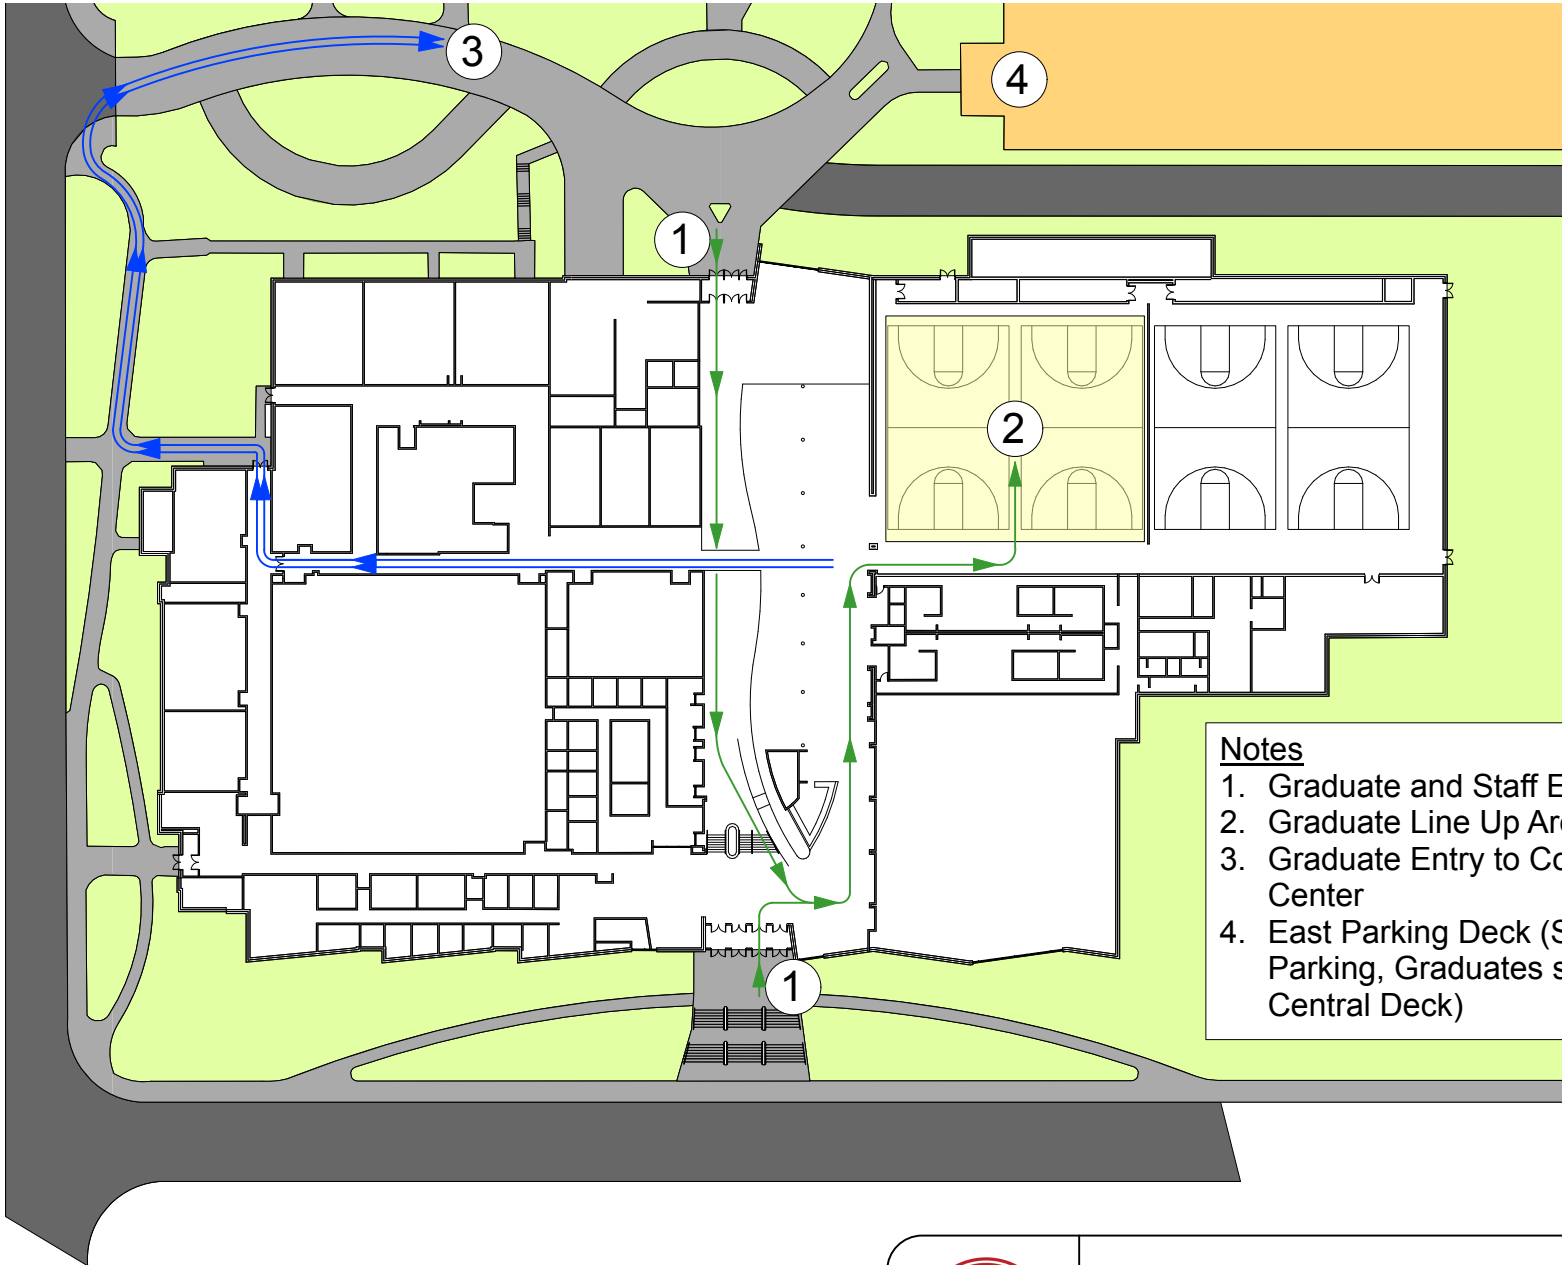 3
4
1
2
Notes
1. Graduate and Staff E
2. Graduate Line Up Ar
3. Graduate Entry to Co
Center
4. East Parking Deck (S
Parking, Graduates s
Central Deck)
1